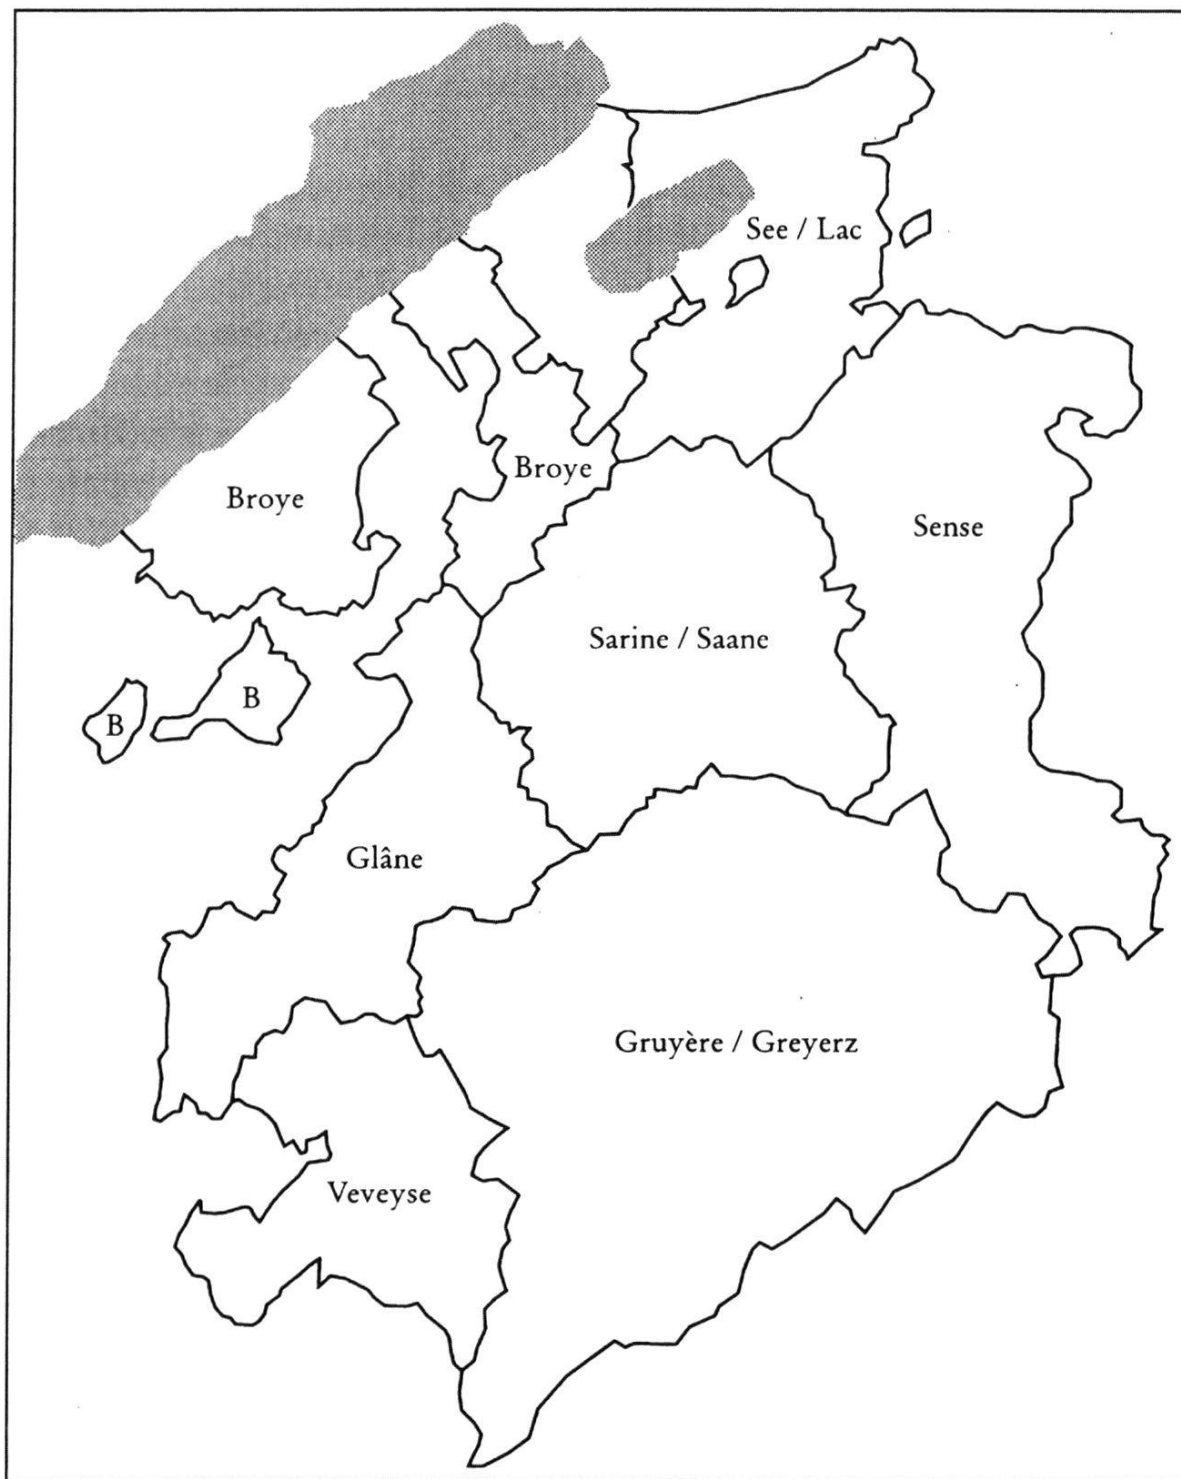 See / Lac
Broye
Broye
Sense
Sarine / Saane
B
B
Glâne
Gruyère / Greyerz
Veveyse